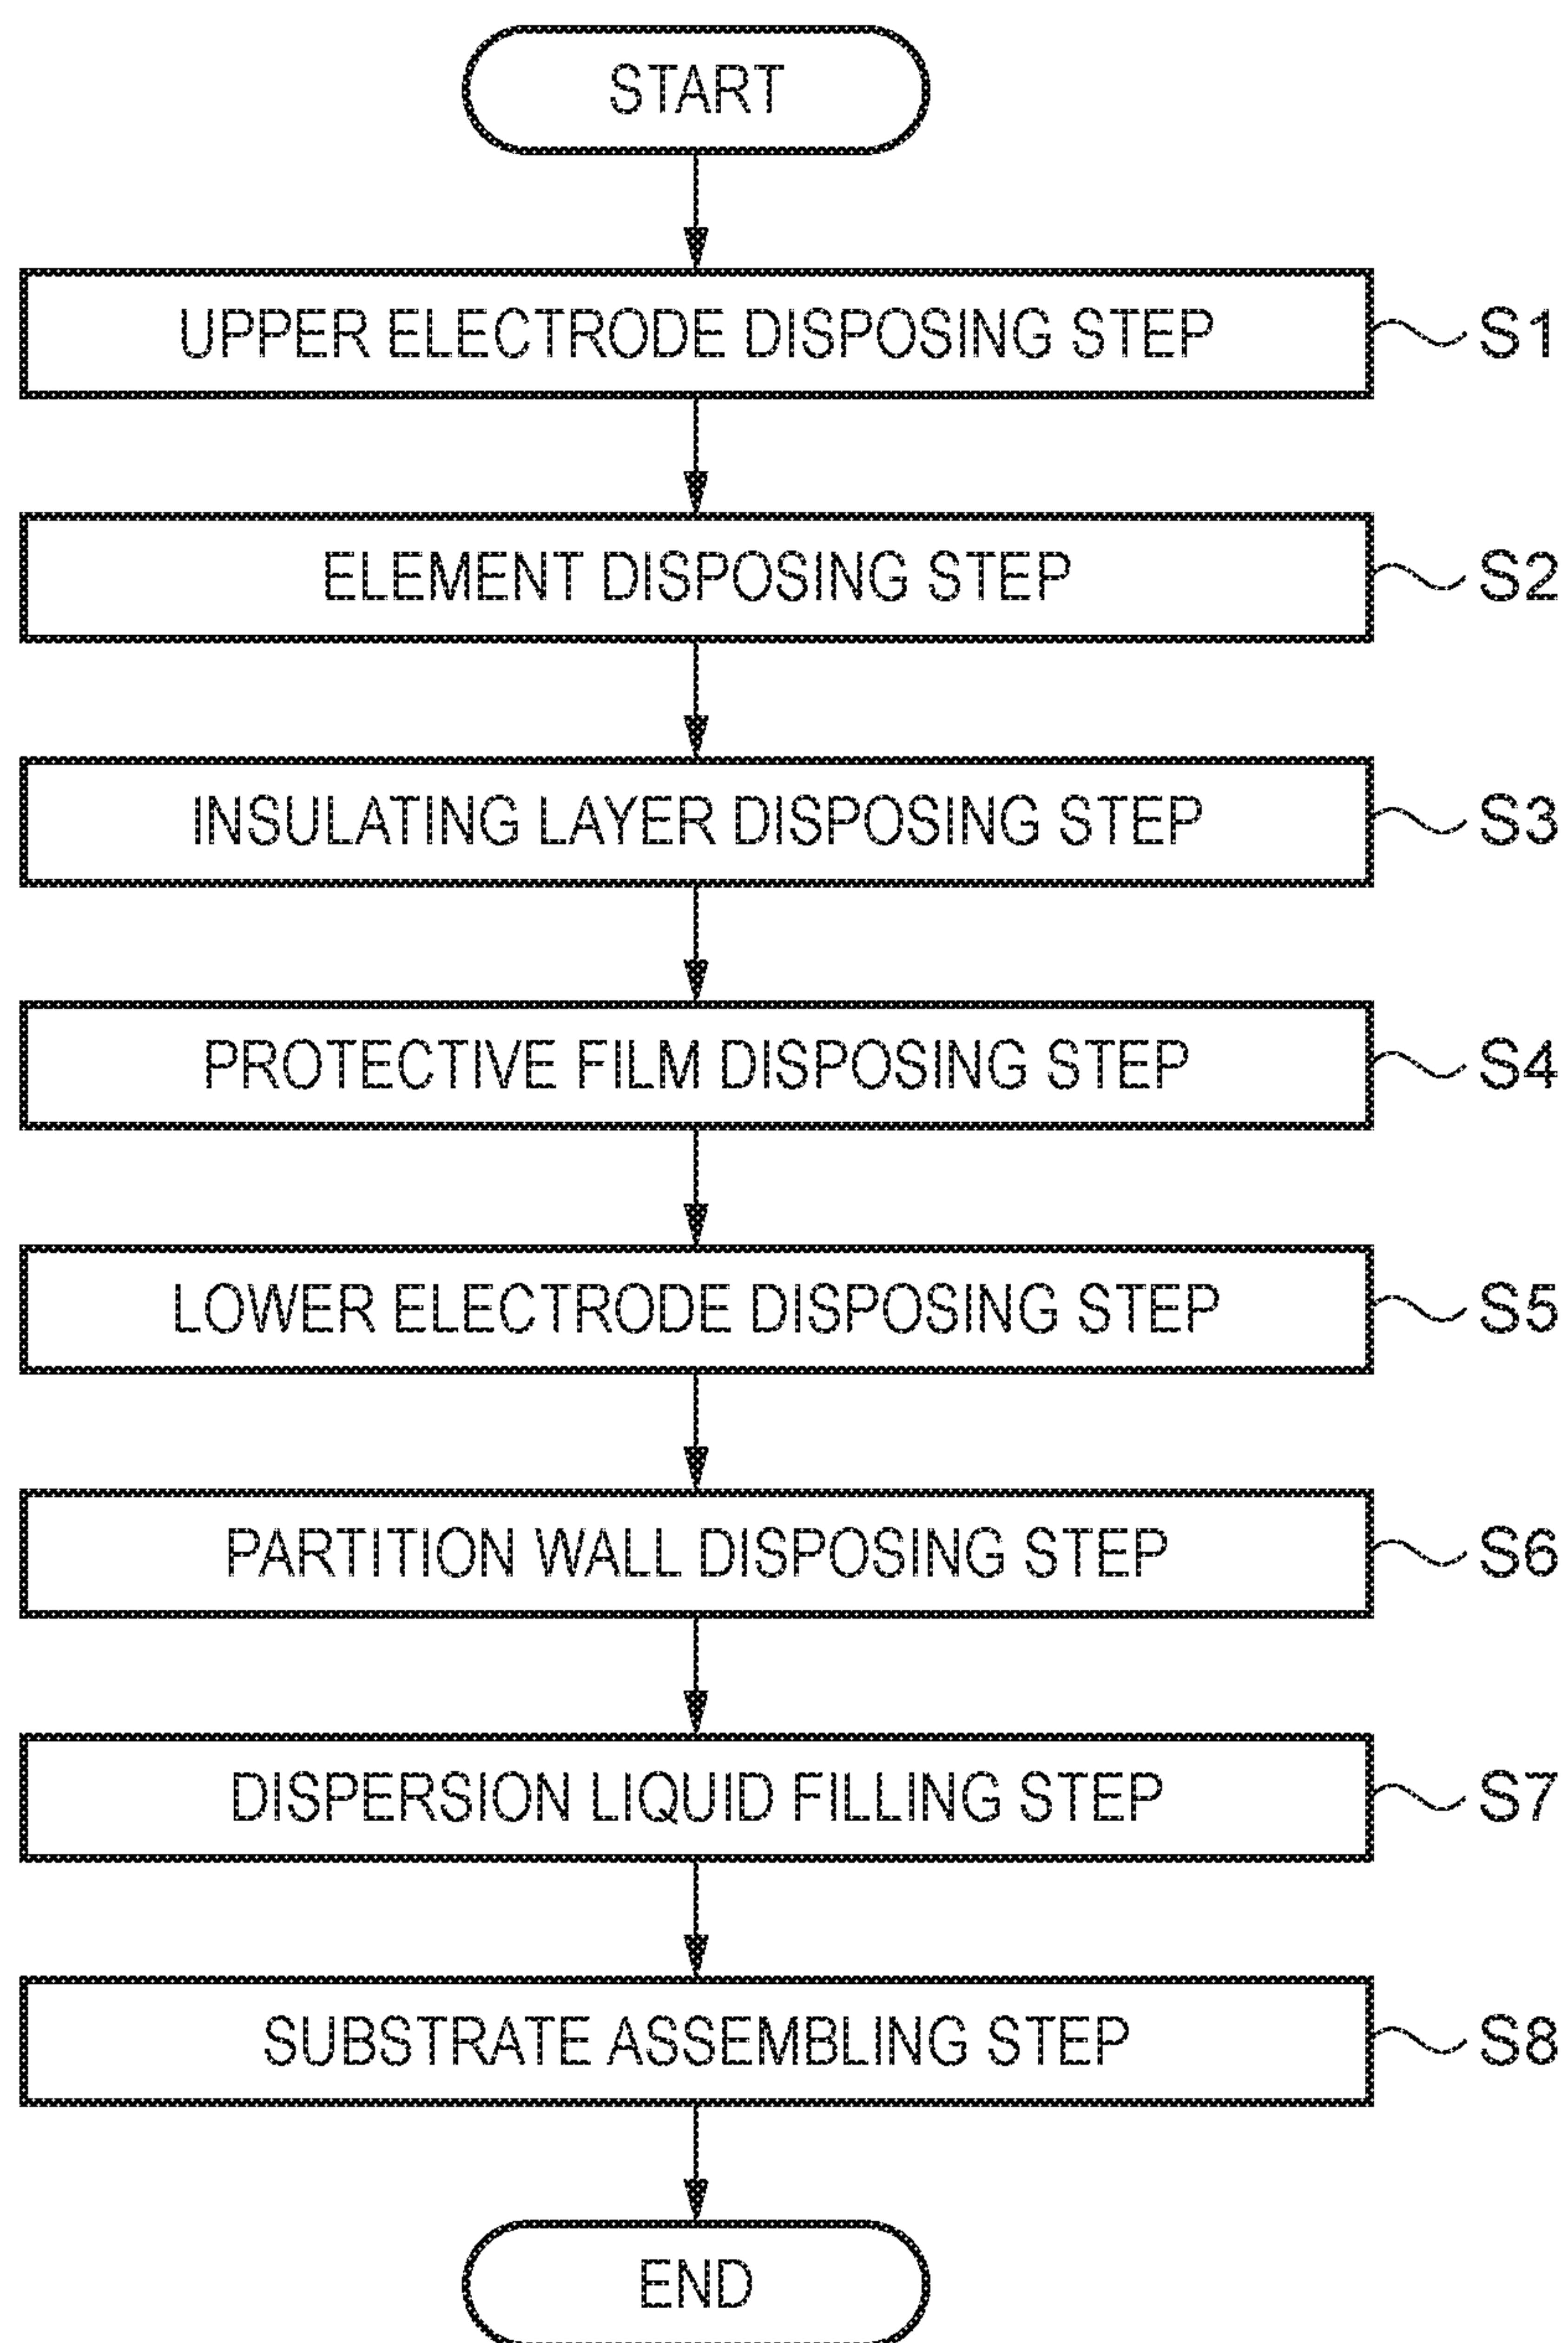 START
UPPER ELECTRODE DISPOSING STEP S1
ELEMENT DISPOSING STEP S2
INSULATING LAYER DISPOSING STEP S3
PROTECTIVE FILM DISPOSING STEP S4
LOWER ELECTRODE DISPOSING STEP S5
PARTITION WALL DISPOSING STEP S6
DISPERSION LIQUID FILLING STEP S7
SUBSTRATE ASSEMBLING STEP S8
END